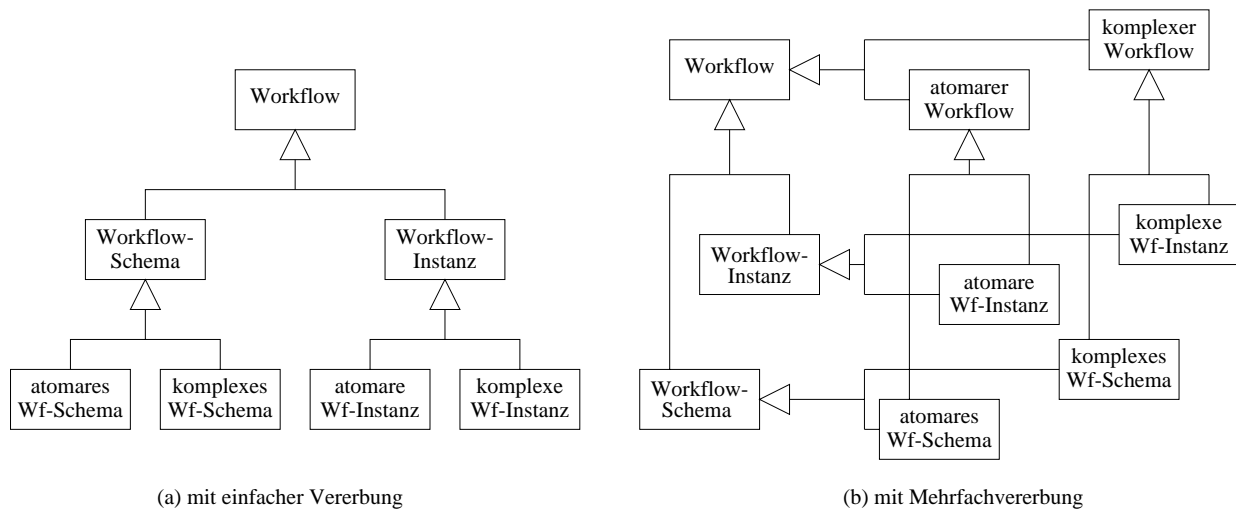 Workflow
Workflow-
Schema
Workflow-
Instanz
atomares
Wf-Schema
komplexes
Wf-Schema
atomare
Wf-Instanz
komplexe
Wf-Instanz
(a) mit einfacher Vererbung
komplexer
Workflow
Workflow
atomarer
Workflow
komplexe
Wf-Instanz
Workflow-
Instanz
atomare
Wf-Instanz
komplexes
Wf-Schema
Workflow-
Schema
atomares
Wf-Schema
(b) mit Mehrfachvererbung